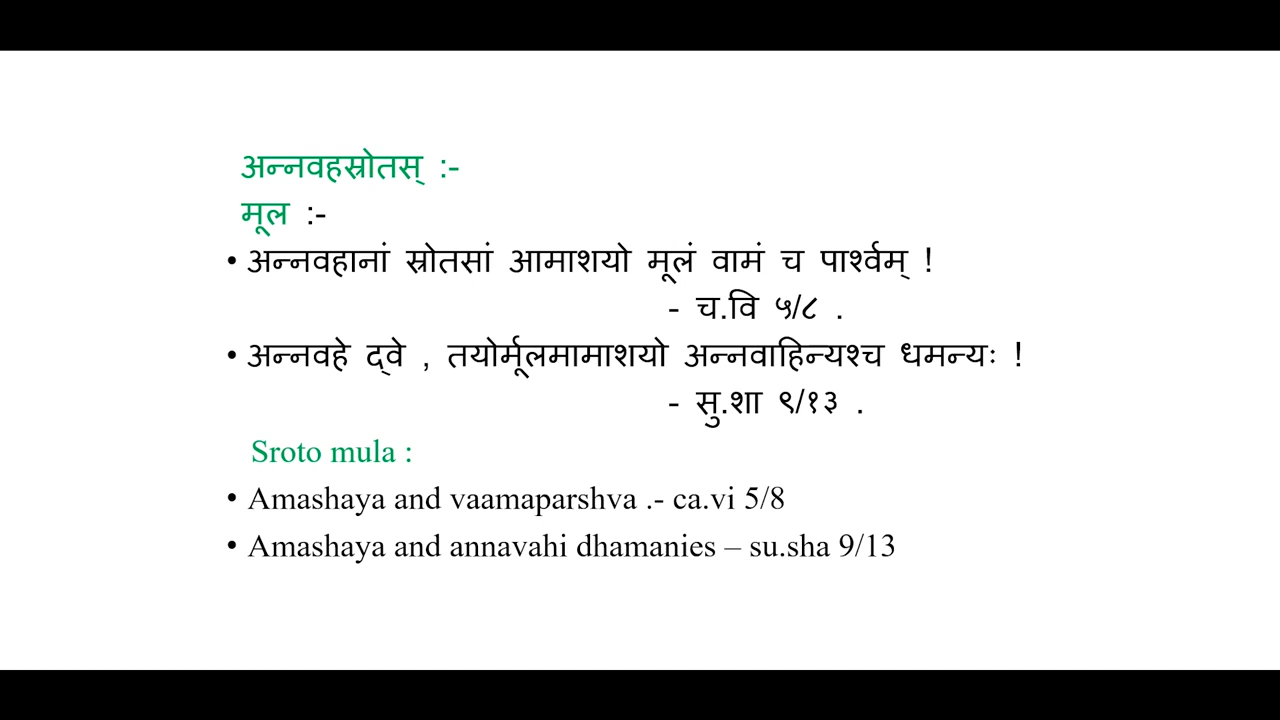 अन्नवहस्रोतस् :-
मूल :-
• अन्नवहानां स्रोतसां आमाशयो मूलं वामं च पार्श्वम् !
- च.वि ५/८ .
• अन्नवहे द्वे , तयोर्मूलमामाशयो अन्नवाहिन्यश्च धमन्यः !
- सु.शा ९/१३ .
Sroto mula :
• Amashaya and vaamaparshva .- ca.vi 5/8
• Amashaya and annavahi dhamanies – su.sha 9/13